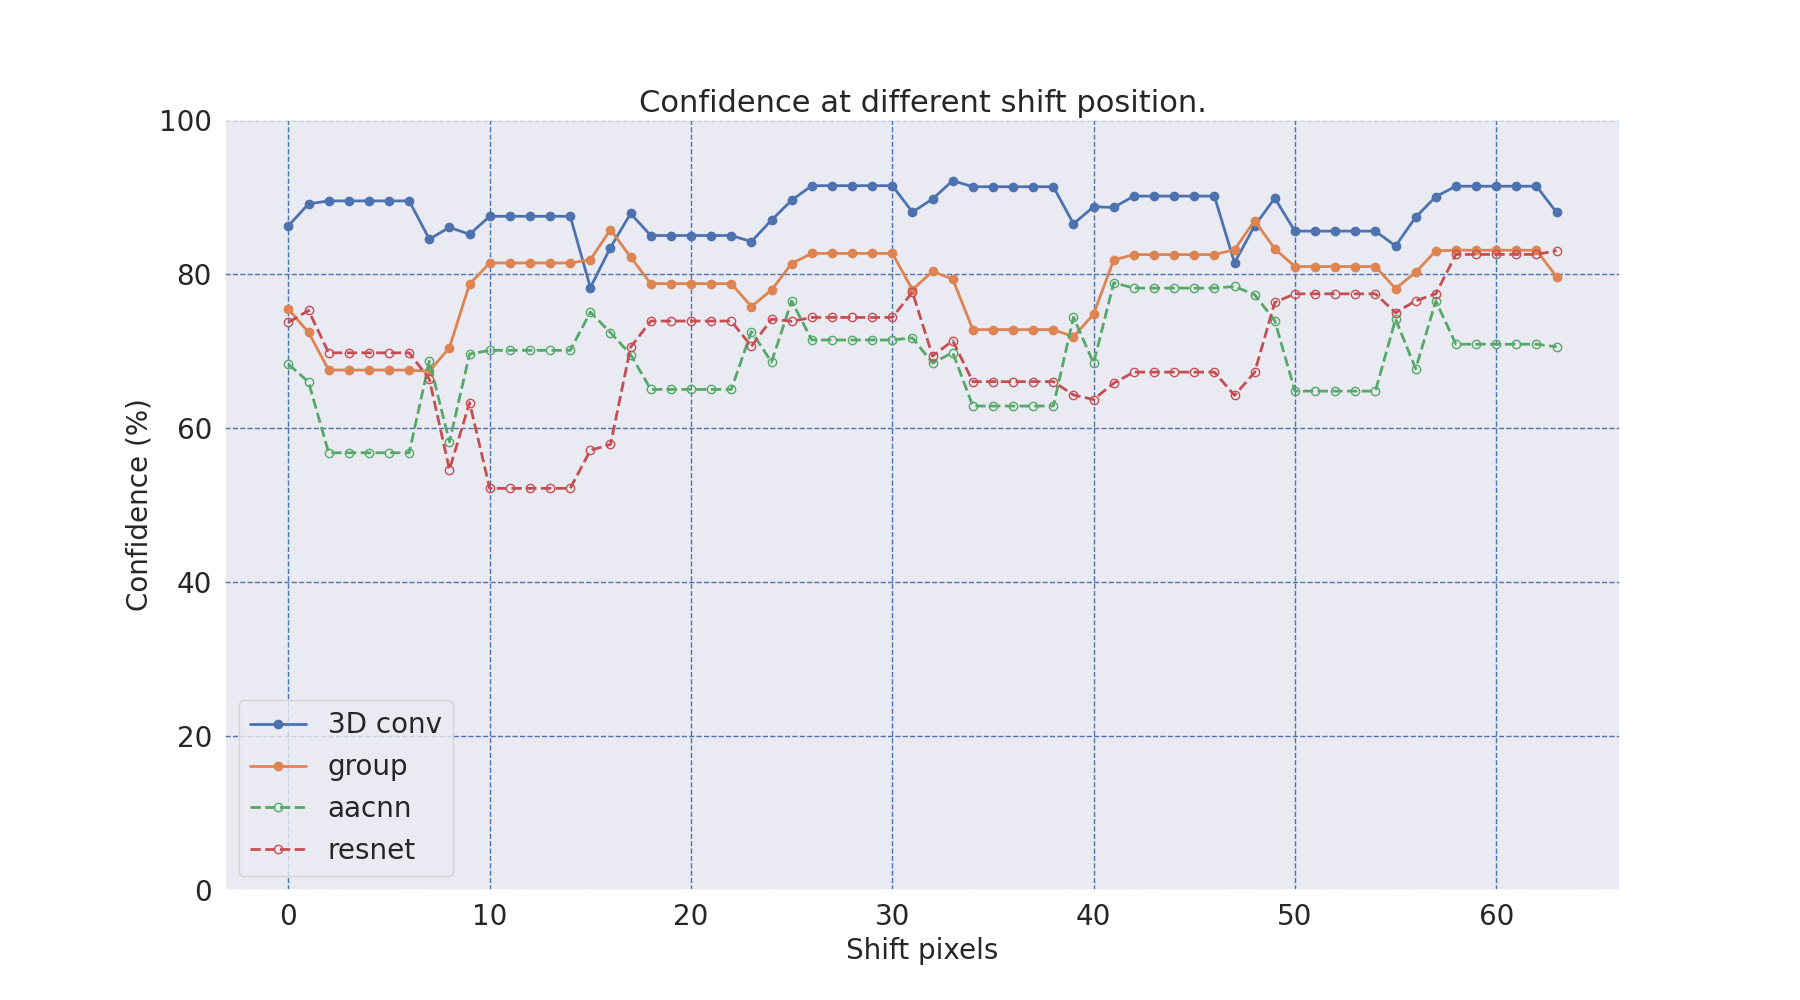 Confidence at different shift position.
100
80
60
40
20
0
Confidence (%)
3D conv
group
aacnn
resnet
0 10 20 30 40 50 60
Shift pixels